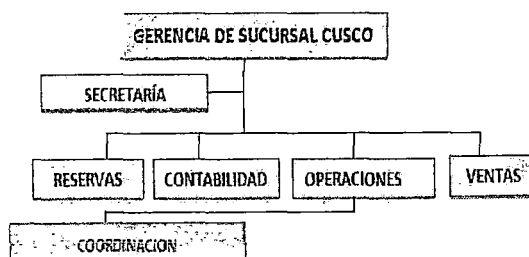 GERENCIA DE SUCURSAL CUSCO
SECRETARÍA
RESERVAS
CONTABILIDAD
OPERACIONES
VENTAS
COORDINACION